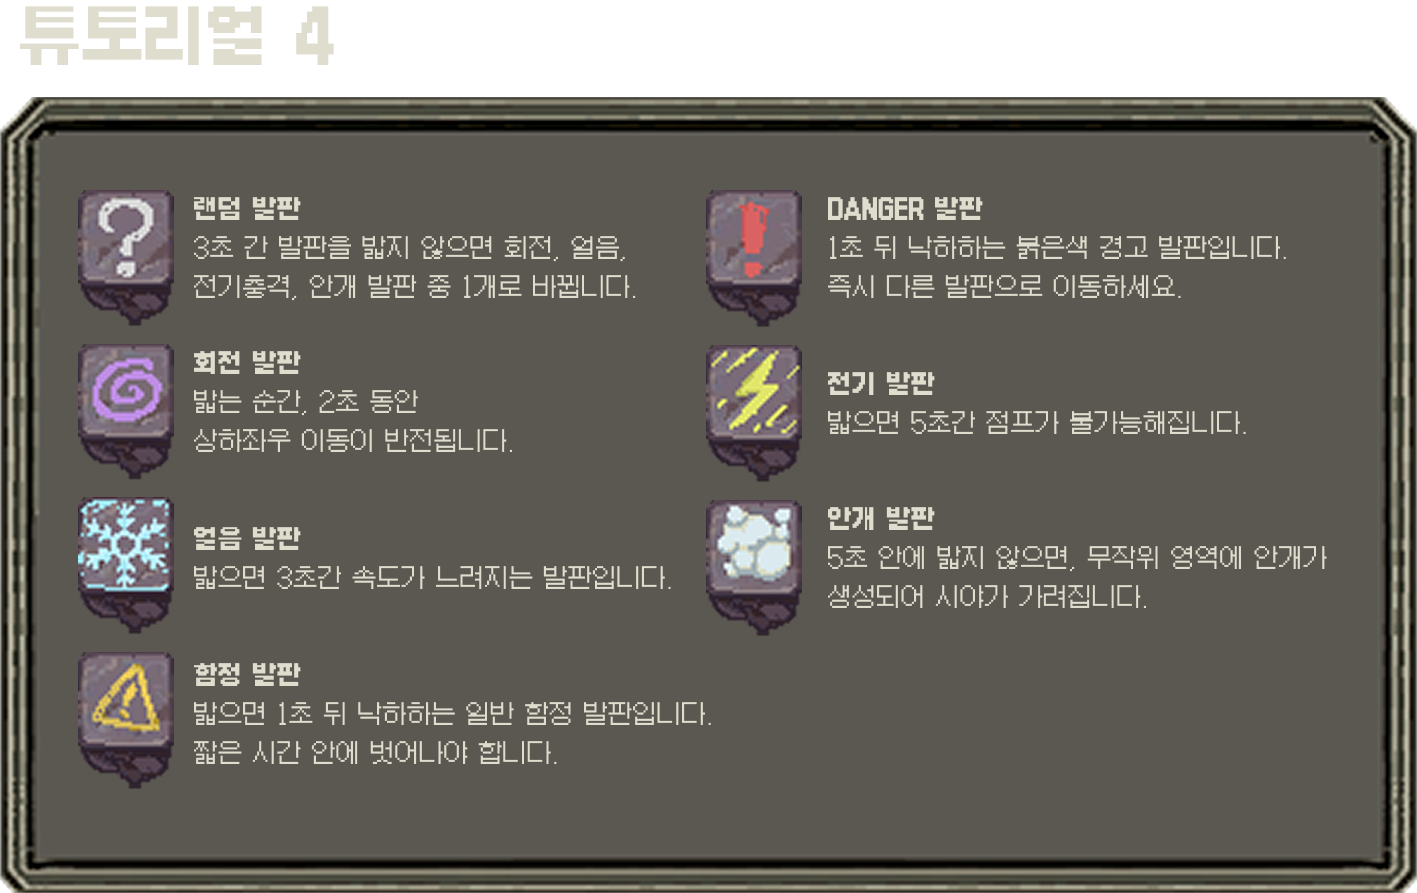 튜토리얼 4
랜덤 발판
3초 간 발판을 밟지 않으면 회전, 얼음,
전기충격, 안개 발판 중 1개로 바뀝니다.
회전 발판
밟는 순간, 2초 동안
상하좌우 이동이 반전됩니다.
얼음 발판
밟으면 3초간 속도가 느려지는 발판입니다.
함정 발판
밟으면 1초 뒤 낙하하는 일반 함정 발판입니다.
짧은 시간 안에 벗어나야 합니다.
DANGER 발판
1초 뒤 낙하하는 붉은색 경고 발판입니다.
즉시 다른 발판으로 이동하세요.
전기 발판
밟으면 5초간 점프가 불가능해집니다.
안개 발판
5초 안에 밟지 않으면, 무작위 영역에 안개가
생성되어 시야가 가려집니다.